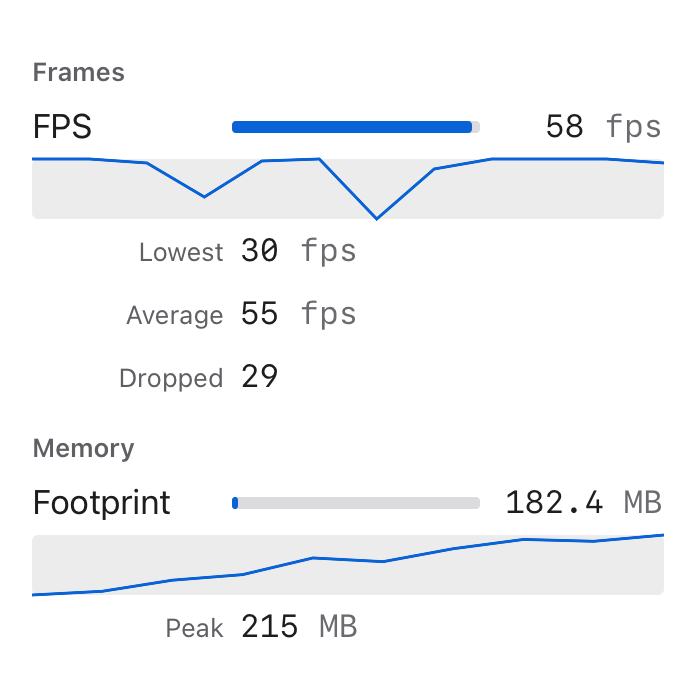 Frames
FPS 58 fps
Lowest 30 fps
Average 55 fps
Dropped 29
Memory
Footprint 182.4 MB
Peak 215 MB